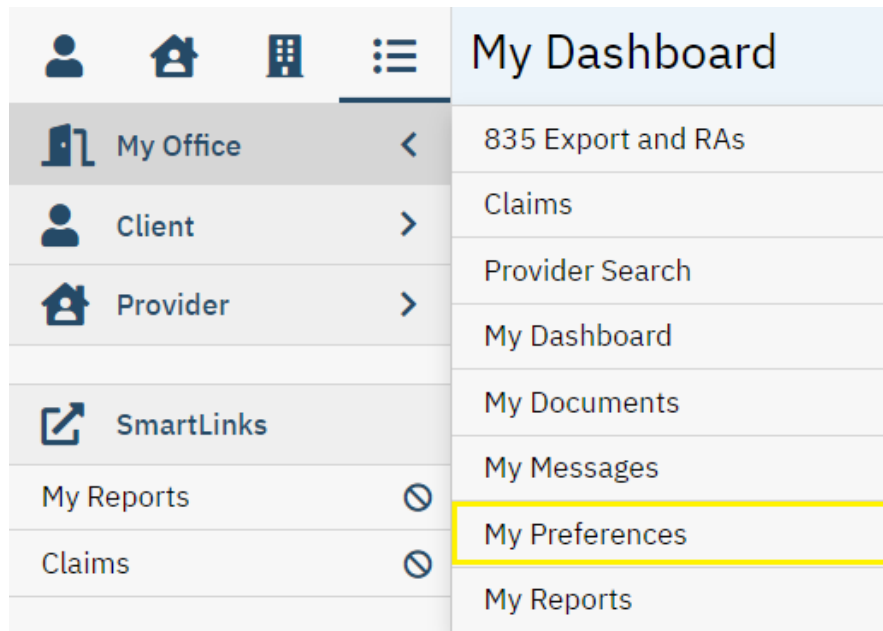 My Office
Client
Provider
SmartLinks
My Reports
Claims
My Dashboard
835 Export and RAs
Claims
Provider Search
My Dashboard
My Documents
My Messages
My Preferences
My Reports